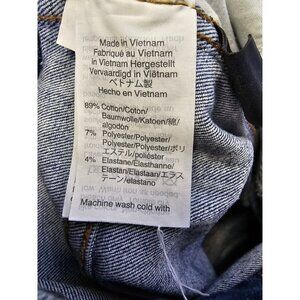 Made in Vietnam
Fabriqué au Vietnam
in Vietnam Hergestellt
Vervaardigd in Viëtnam
ベトナム製
Hecho en Vietnam
89% Cotton/Coton/
Baumwolle/Katoen/綿/
algodón
7% Polyester/Polyester/
Polyester/Polyester/ポリ
エステル/poliéster
4% Elastane/Élasthanne/
Elastan/Elastaan/エラス
テーン/elastano
Machine wash cold with